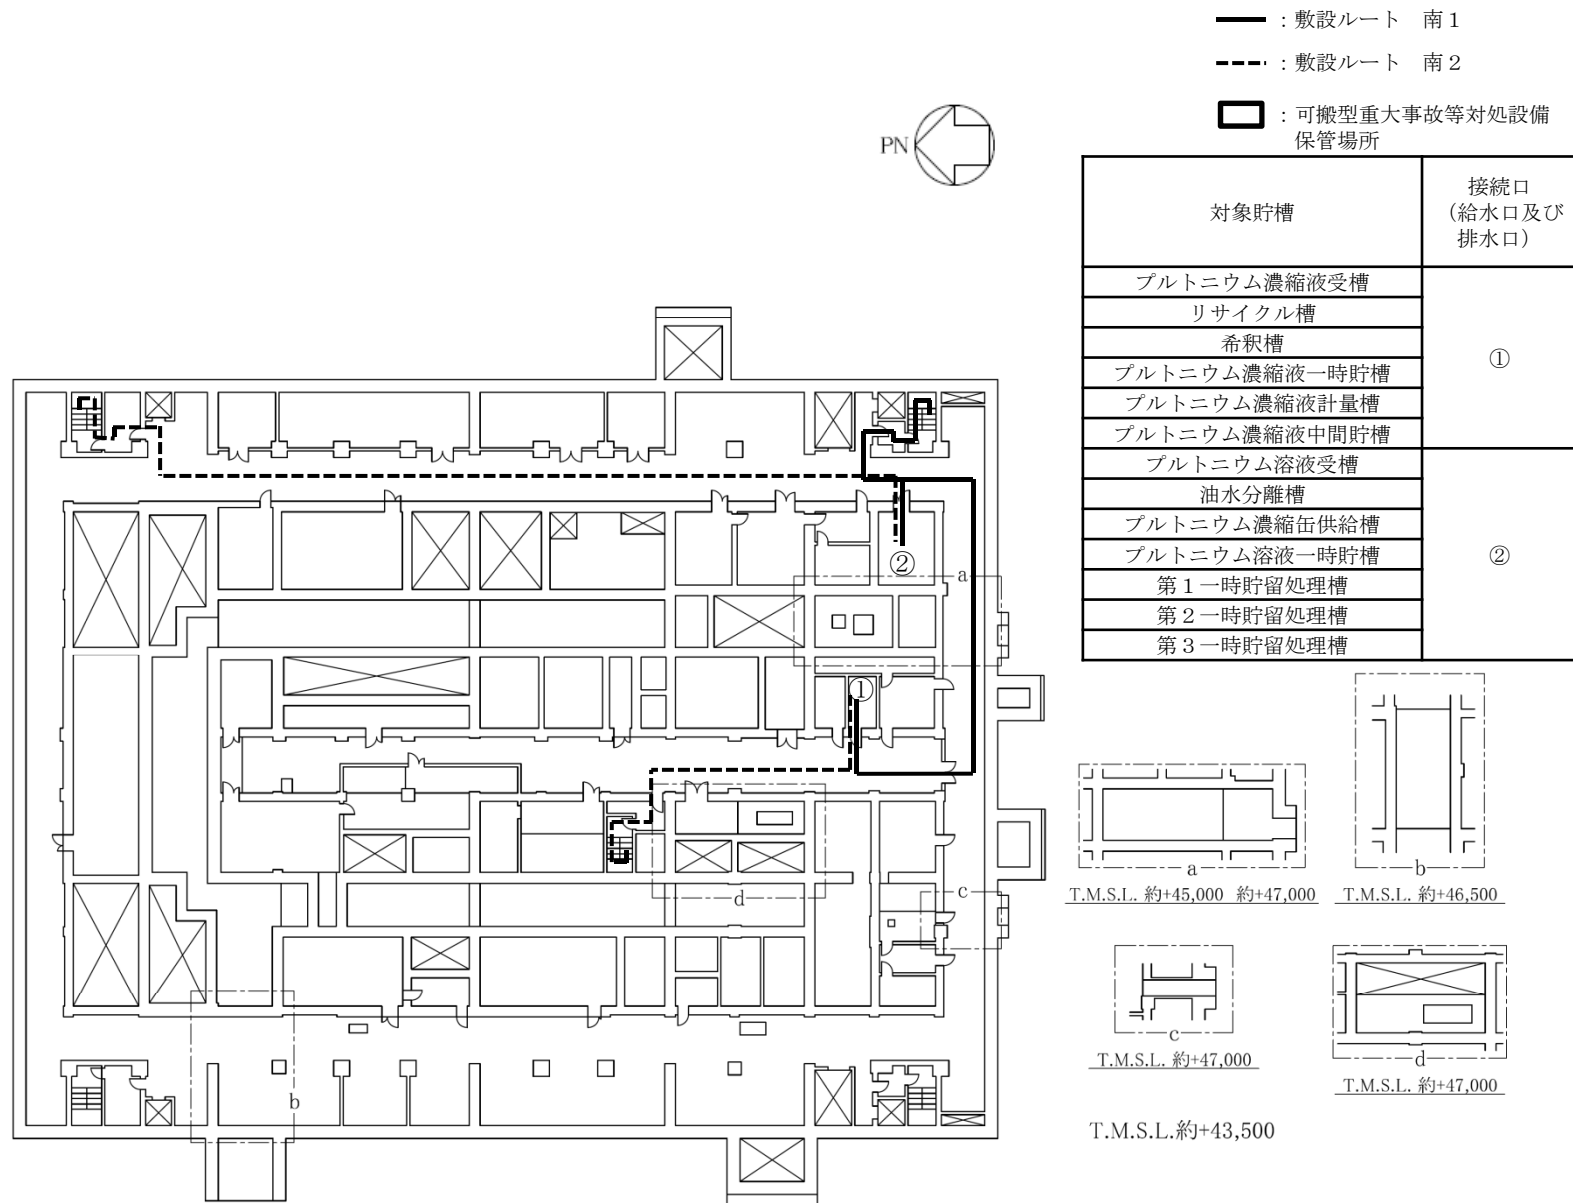 ：敷設ルート　南１
：敷設ルート　南２
：可搬型重大事故等対処設備
保管場所
PN
対象貯槽
接続口
（給水口及び
排水口）
プルトニウム濃縮液受槽
リサイクル槽
希釈槽
①
プルトニウム濃縮液一時貯槽
プルトニウム濃縮液計量槽
プルトニウム濃縮液中間貯槽
プルトニウム溶液受槽
油水分離槽
プルトニウム濃縮缶供給槽
プルトニウム溶液一時貯槽
②
第１一時貯留処理槽
第２一時貯留処理槽
第３一時貯留処理槽
②
a
①
d
c
b
a
T.M.S.L. 約+45,000 約+47,000
b
T.M.S.L. 約+46,500
c
T.M.S.L. 約+47,000
d
T.M.S.L. 約+47,000
T.M.S.L.約+43,500